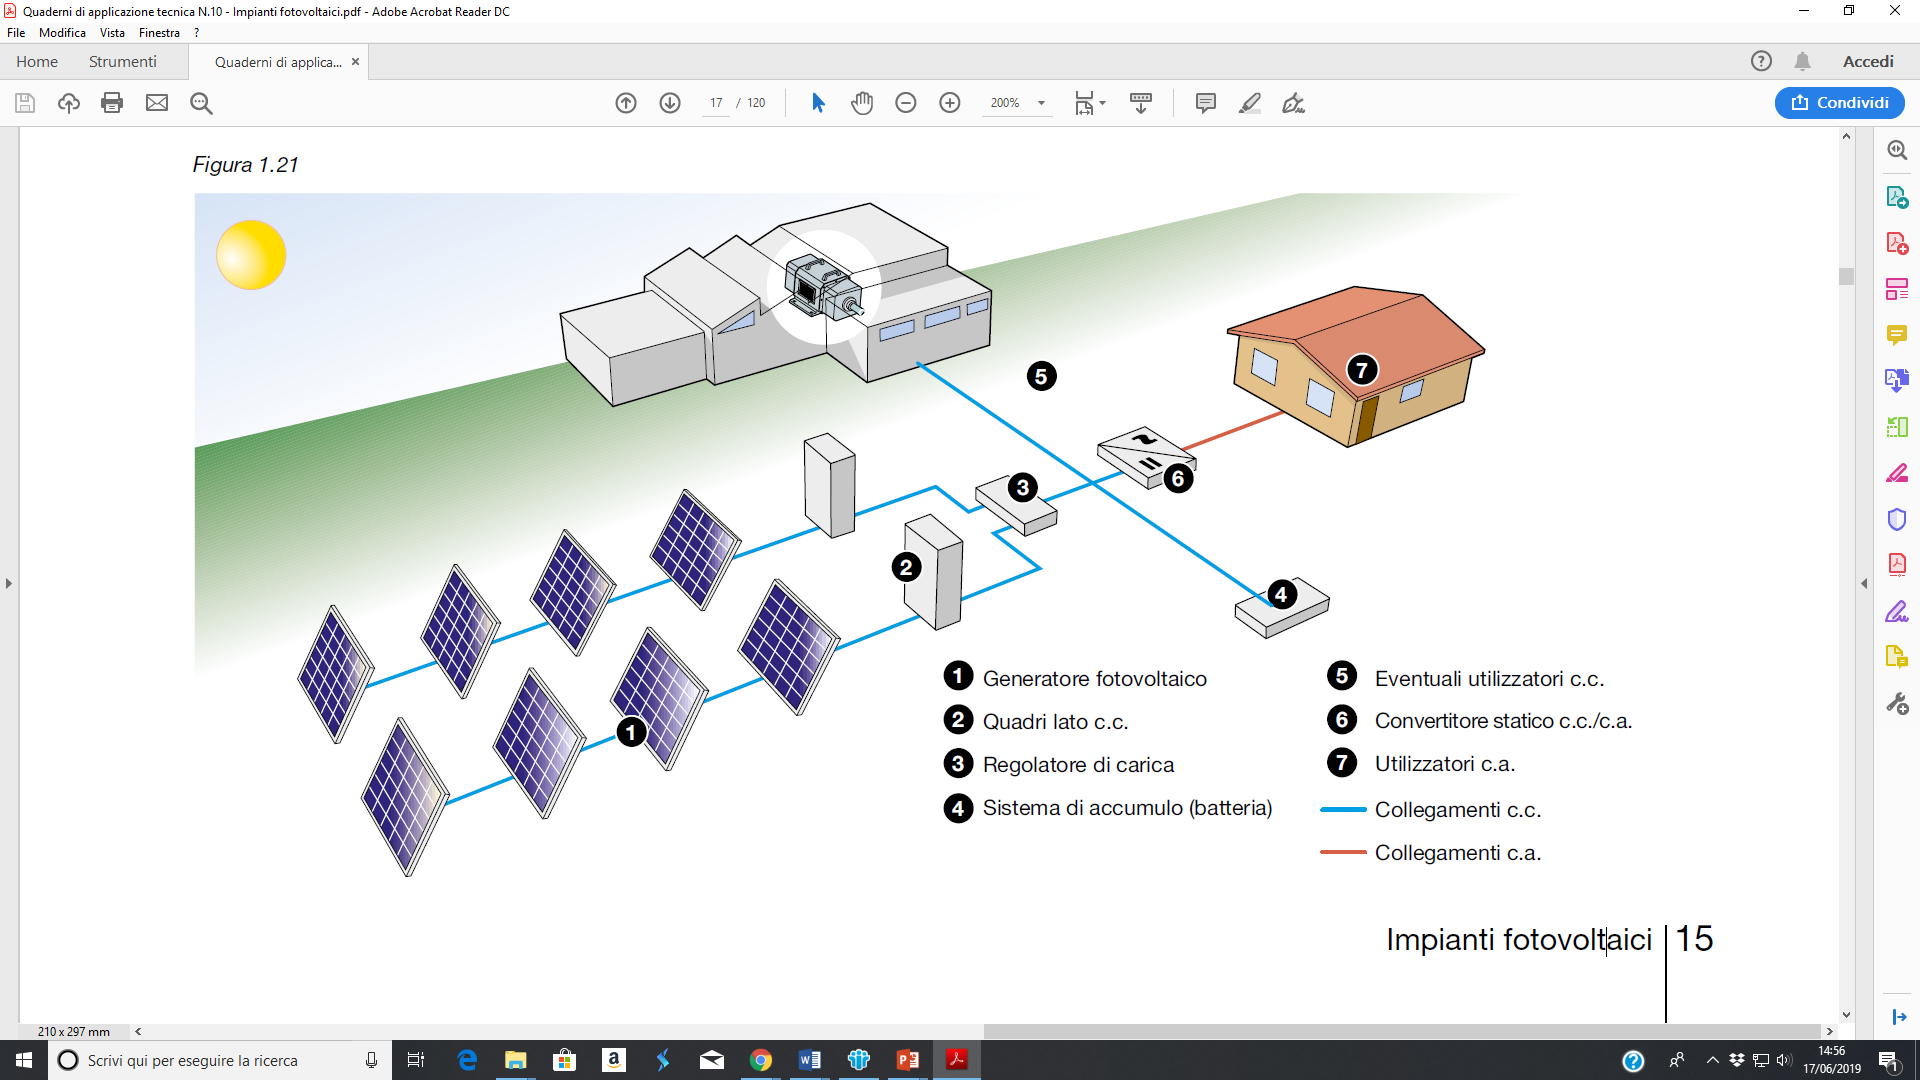 Quaderni di applicazione tecnica N.10 - Impianti fotovoltaici.pdf - Adobe Acrobat Reader DC
File Modifica Vista Finestra ?
Home Strumenti Quaderni di applica... ×
Accedi
17 / 120
200%
Condividi
Figura 1.21
5
7
6
3
2
4
1
1 Generatore fotovoltaico
2 Quadri lato c.c.
3 Regolatore di carica
4 Sistema di accumulo (batteria)
5 Eventuali utilizzatori c.c.
6 Convertitore statico c.c./c.a.
7 Utilizzatori c.a.
Collegamenti c.c.
Collegamenti c.a.
Impianti fotovoltaici 15
210 x 297 mm
Scrivi qui per eseguire la ricerca
14:56
17/06/2019
1